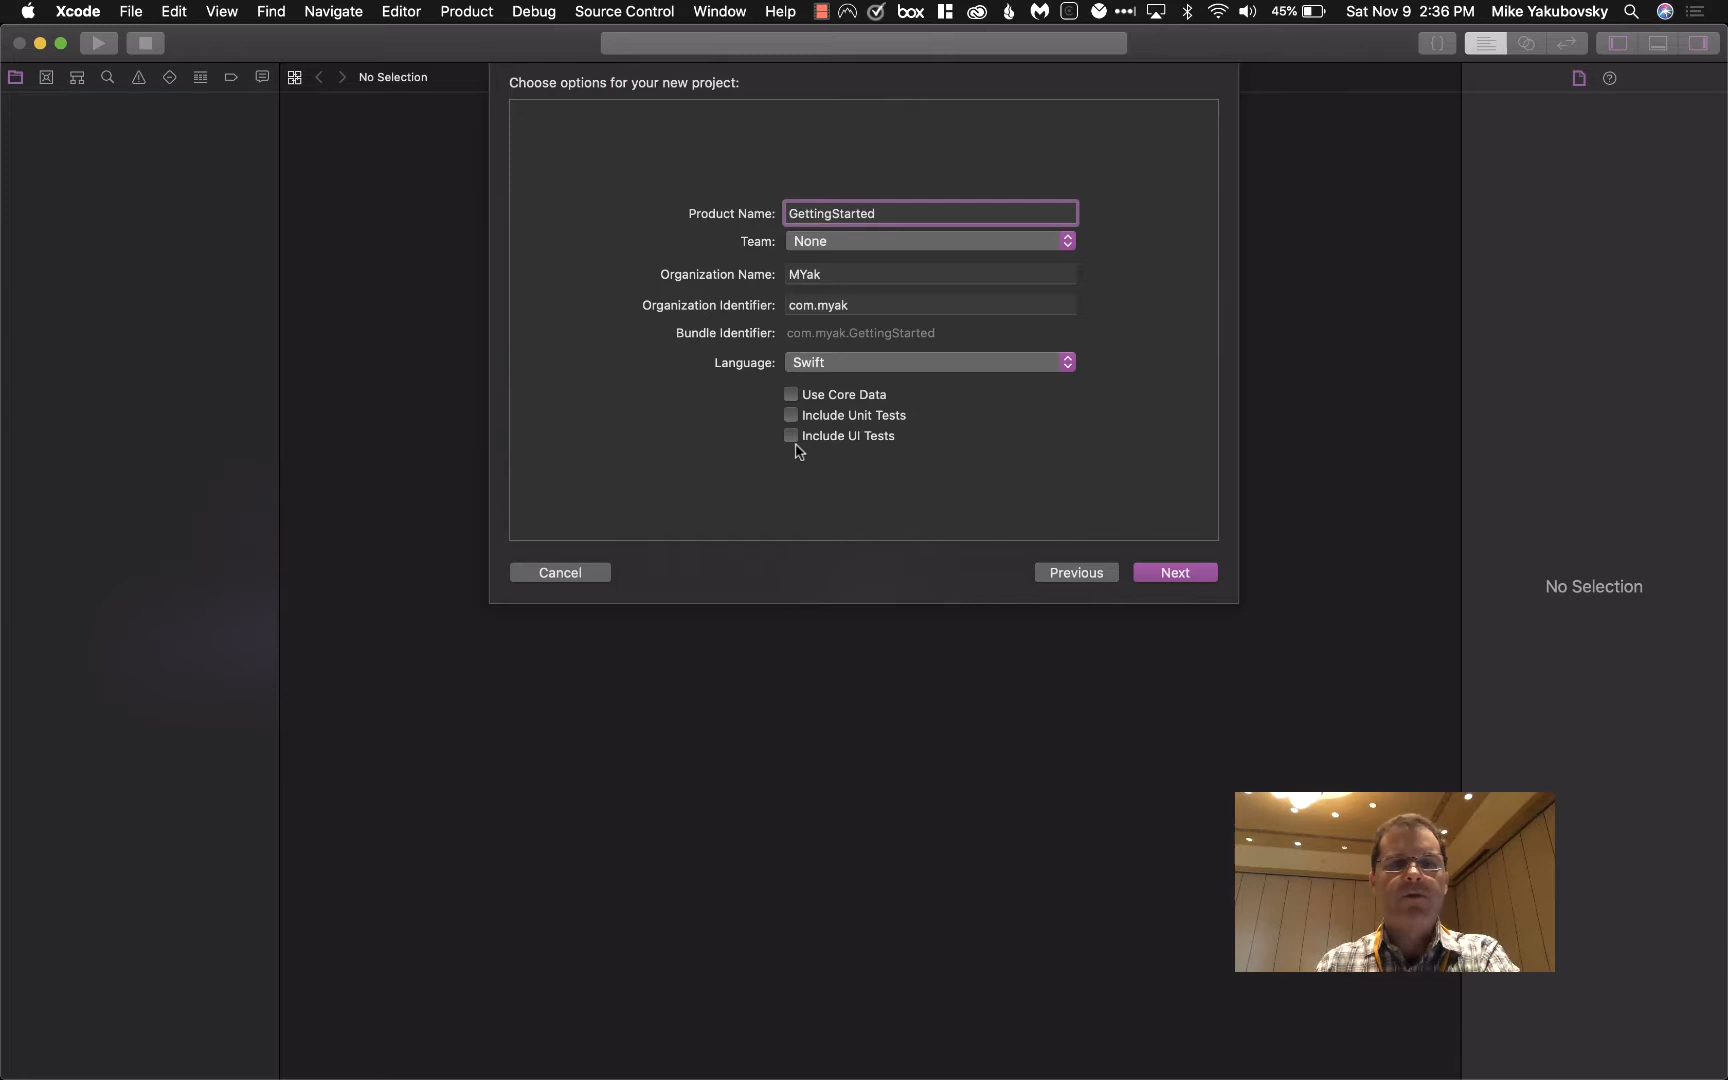 Xcode File Edit View Find Navigate Editor Product Debug Source Control Window Help box 45% Sat Nov 9 2:36 PM Mike Yakubovsky
No Selection
Choose options for your new project:
Product Name: GettingStarted
Team: None
Organization Name: MYak
Organization Identifier: com.myak
Bundle Identifier: com.myak.GettingStarted
Language: Swift
Use Core Data
Include Unit Tests
Include UI Tests
Cancel Previous Next
No Selection